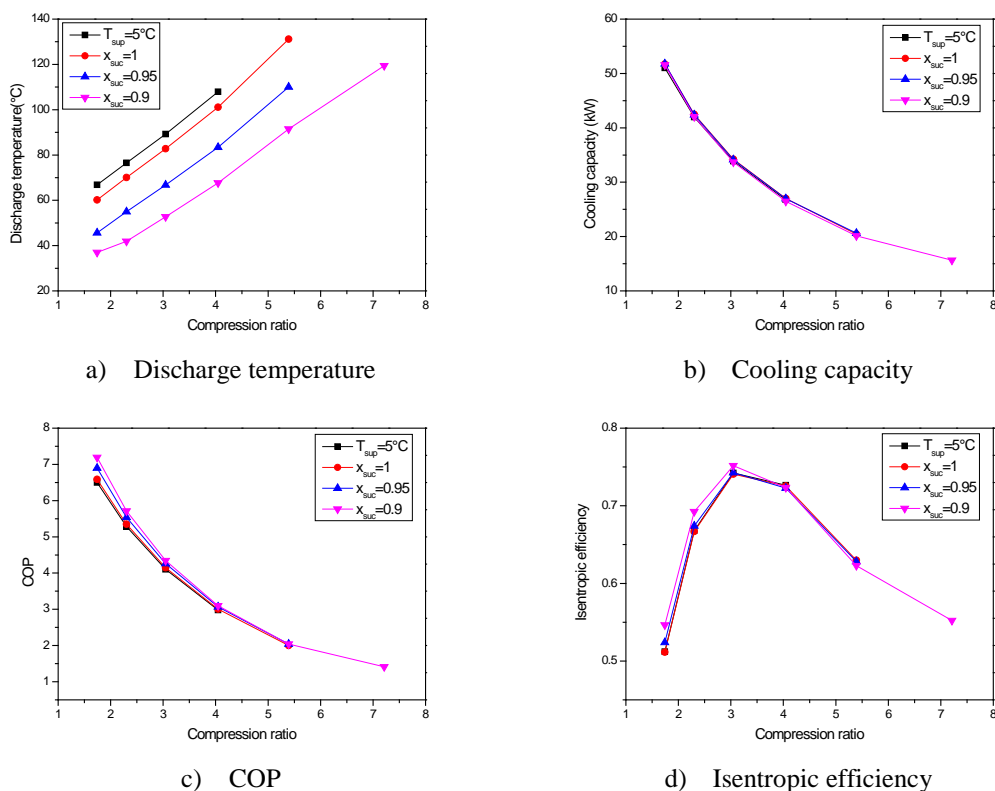 140
120
100
80
60
40
20
Discharge temperature(°C)
T_sup=5°C
x_suc=1
x_suc=0.95
x_suc=0.9
1 2 3 4 5 6 7 8
Compression ratio
a) Discharge temperature
60
50
40
30
20
10
Cooling capacity (kW)
T_sup=5°C
x_suc=1
x_suc=0.95
x_suc=0.9
1 2 3 4 5 6 7 8
Compression ratio
b) Cooling capacity
8
7
6
5
4
3
2
1
COP
T_sup=5°C
x_suc=1
x_suc=0.95
x_suc=0.9
1 2 3 4 5 6 7 8
Compression ratio
c) COP
0.8
0.7
0.6
0.5
Isentropic efficiency
T_sup=5°C
x_suc=1
x_suc=0.95
x_suc=0.9
1 2 3 4 5 6 7 8
Compression ratio
d) Isentropic efficiency